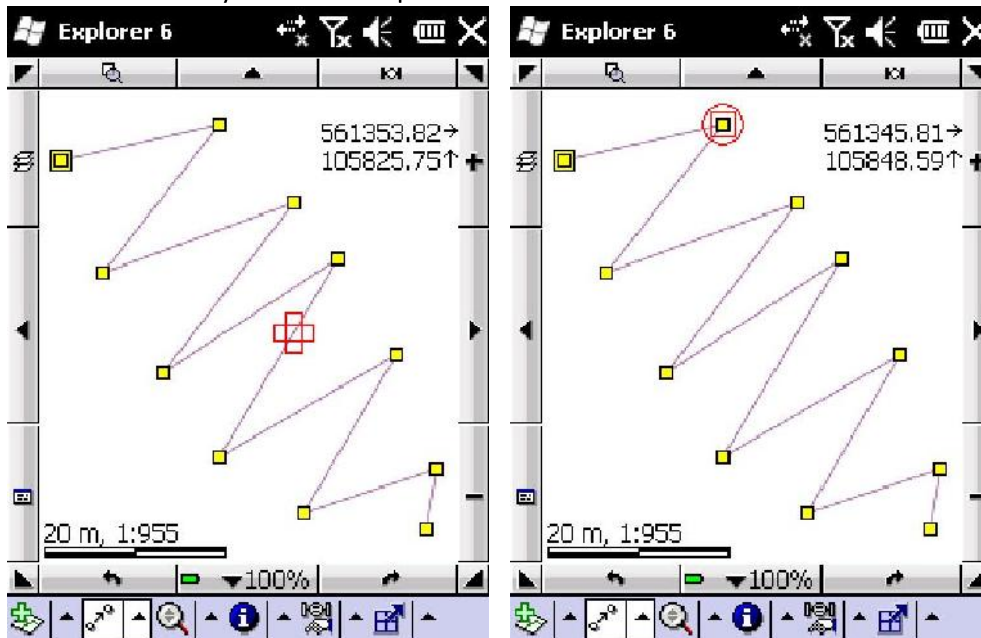 Explorer 6
561353.82→
105825.75↑
20 m, 1:955
100%
Explorer 6
561345.81→
105848.59↑
20 m, 1:955
100%